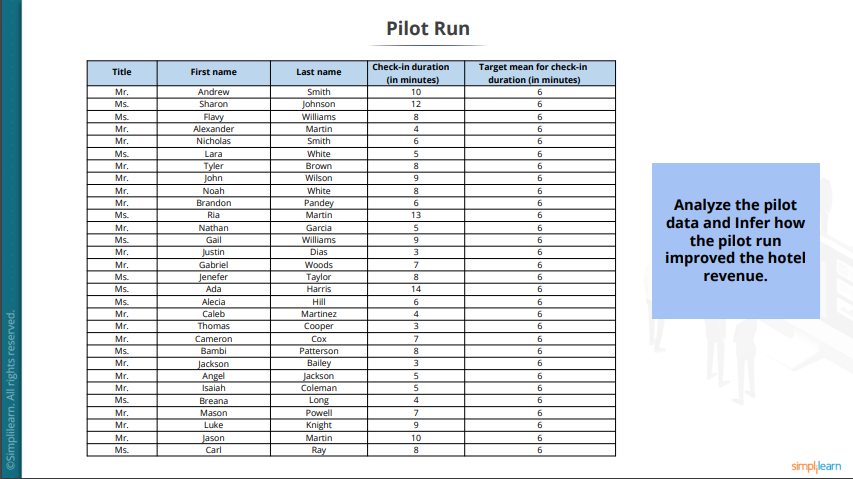 Pilot Run
Title First name Last name Check-in duration (in minutes) Target mean for check-in duration (in minutes)
Mr. Andrew Smith 10 6
Ms. Sharon Johnson 12 6
Ms. Flavy Williams 8 6
Mr. Alexander Martin 4 6
Mr. Nicholas Smith 6 6
Ms. Lara White 5 6
Mr. Tyler Brown 8 6
Mr. John Wilson 9 6
Mr. Noah White 8 6
Mr. Brandon Pandey 6 6
Ms. Ria Martin 13 6
Mr. Nathan Garcia 5 6
Ms. Gail Williams 9 6
Mr. Justin Dias 3 6
Mr. Gabriel Woods 7 6
Ms. Jenefer Taylor 8 6
Ms. Ada Harris 14 6
Ms. Alecia Hill 6 6
Mr. Caleb Martinez 4 6
Mr. Thomas Cooper 3 6
Mr. Cameron Cox 7 6
Ms. Bambi Patterson 8 6
Mr. Jackson Bailey 3 6
Mr. Angel Jackson 5 6
Mr. Isaiah Coleman 5 6
Ms. Breana Long 4 6
Mr. Mason Powell 7 6
Mr. Luke Knight 9 6
Mr. Jason Martin 10 6
Ms. Carl Ray 8 6
Analyze the pilot
data and Infer how
the pilot run
improved the hotel
revenue.
©Simplilearn. All rights reserved.
simplilearn